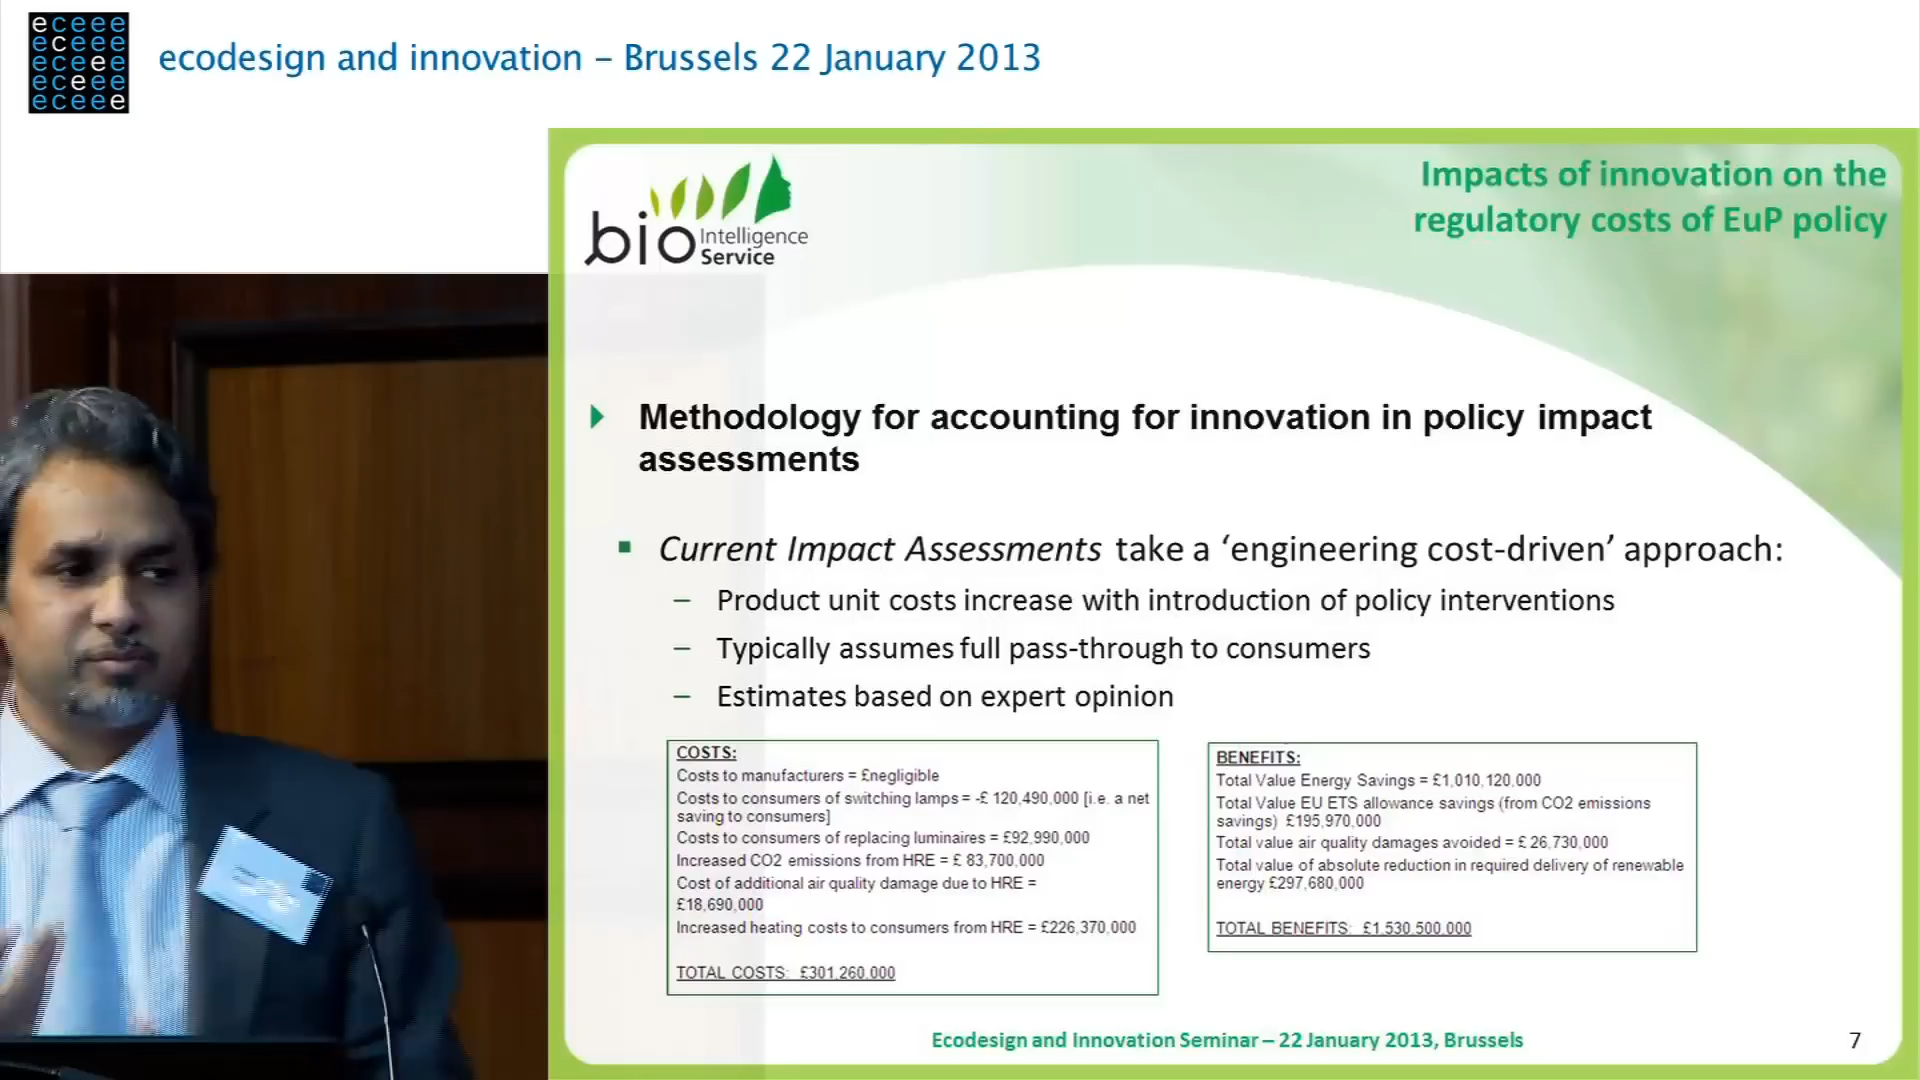 eceee
eceee
eceee
eceee
eceee
ecodesign and innovation – Brussels 22 January 2013
bio Intelligence
Service
Impacts of innovation on the
regulatory costs of EuP policy
Methodology for accounting for innovation in policy impact
assessments
Current Impact Assessments take a ‘engineering cost-driven’ approach:
– Product unit costs increase with introduction of policy interventions
– Typically assumes full pass-through to consumers
– Estimates based on expert opinion
COSTS:
Costs to manufacturers = £negligible
Costs to consumers of switching lamps = -£ 120,490,000 [i.e. a net
saving to consumers]
Costs to consumers of replacing luminaires = £92,990,000
Increased CO2 emissions from HRE = £ 83,700,000
Cost of additional air quality damage due to HRE =
£18,690,000
Increased heating costs to consumers from HRE = £226,370,000
TOTAL COSTS: £301,260,000
BENEFITS:
Total Value Energy Savings = £1,010,120,000
Total Value EU ETS allowance savings (from CO2 emissions
savings) £195,970,000
Total value air quality damages avoided = £ 26,730,000
Total value of absolute reduction in required delivery of renewable
energy £297,680,000
TOTAL BENEFITS: £1,530,500,000
Ecodesign and Innovation Seminar – 22 January 2013, Brussels
7